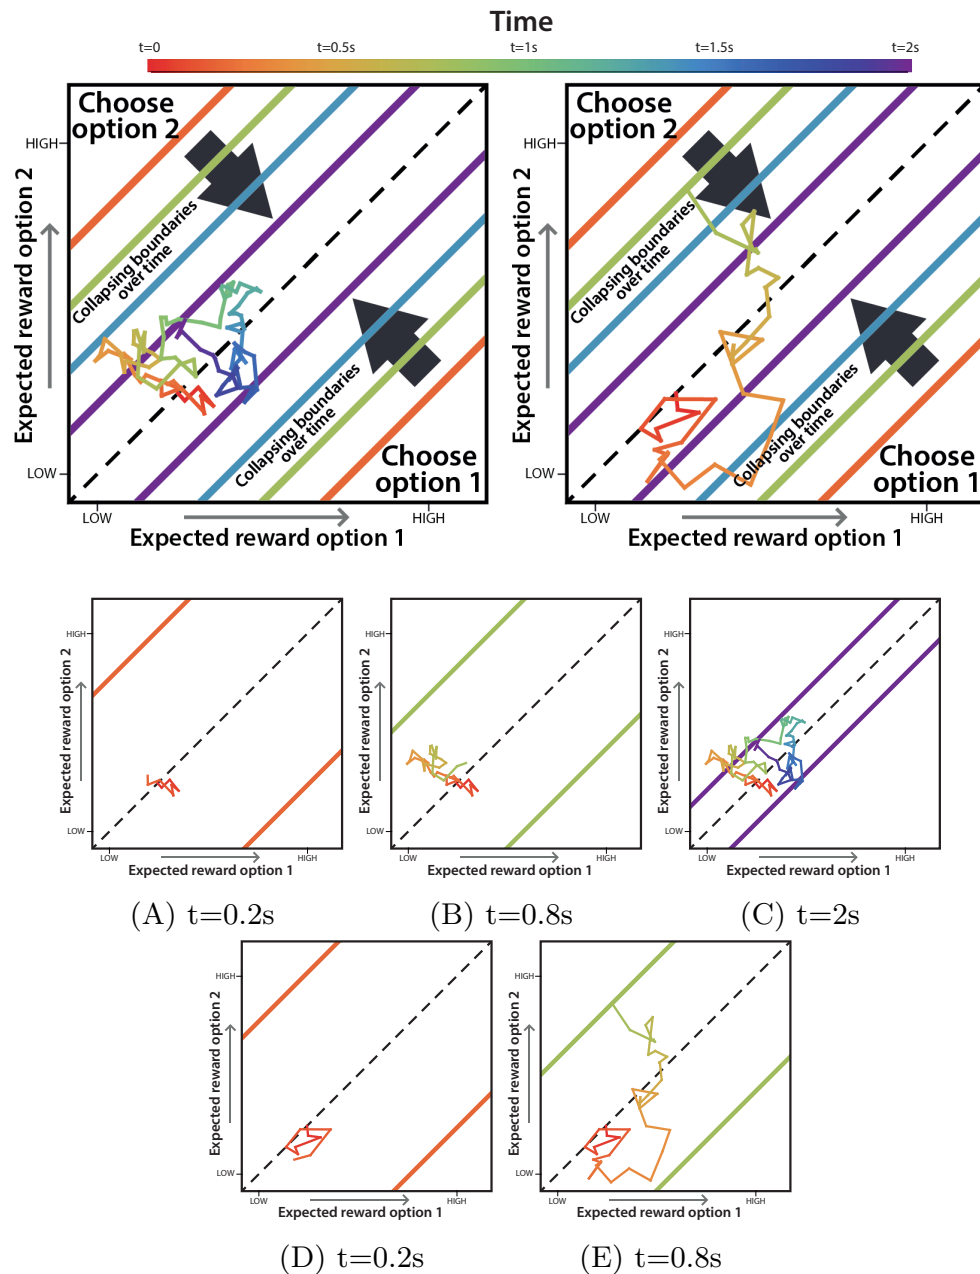 Time
t=0 t=0.5s t=1s t=1.5s t=2s
Choose
option 2
HIGH
Expected reward option 2
Collapsing boundaries
over time
Collapsing boundaries
over time
LOW
Choose
option 1
LOW HIGH
Expected reward option 1
Choose
option 2
HIGH
Expected reward option 2
Collapsing boundaries
over time
Collapsing boundaries
over time
LOW
Choose
option 1
LOW HIGH
Expected reward option 1
HIGH
Expected reward option 2
LOW
LOW HIGH
Expected reward option 1
(A) t=0.2s
HIGH
Expected reward option 2
LOW
LOW HIGH
Expected reward option 1
(B) t=0.8s
HIGH
Expected reward option 2
LOW
LOW HIGH
Expected reward option 1
(C) t=2s
HIGH
Expected reward option 2
LOW
LOW HIGH
Expected reward option 1
(D) t=0.2s
HIGH
Expected reward option 2
LOW
LOW HIGH
Expected reward option 1
(E) t=0.8s